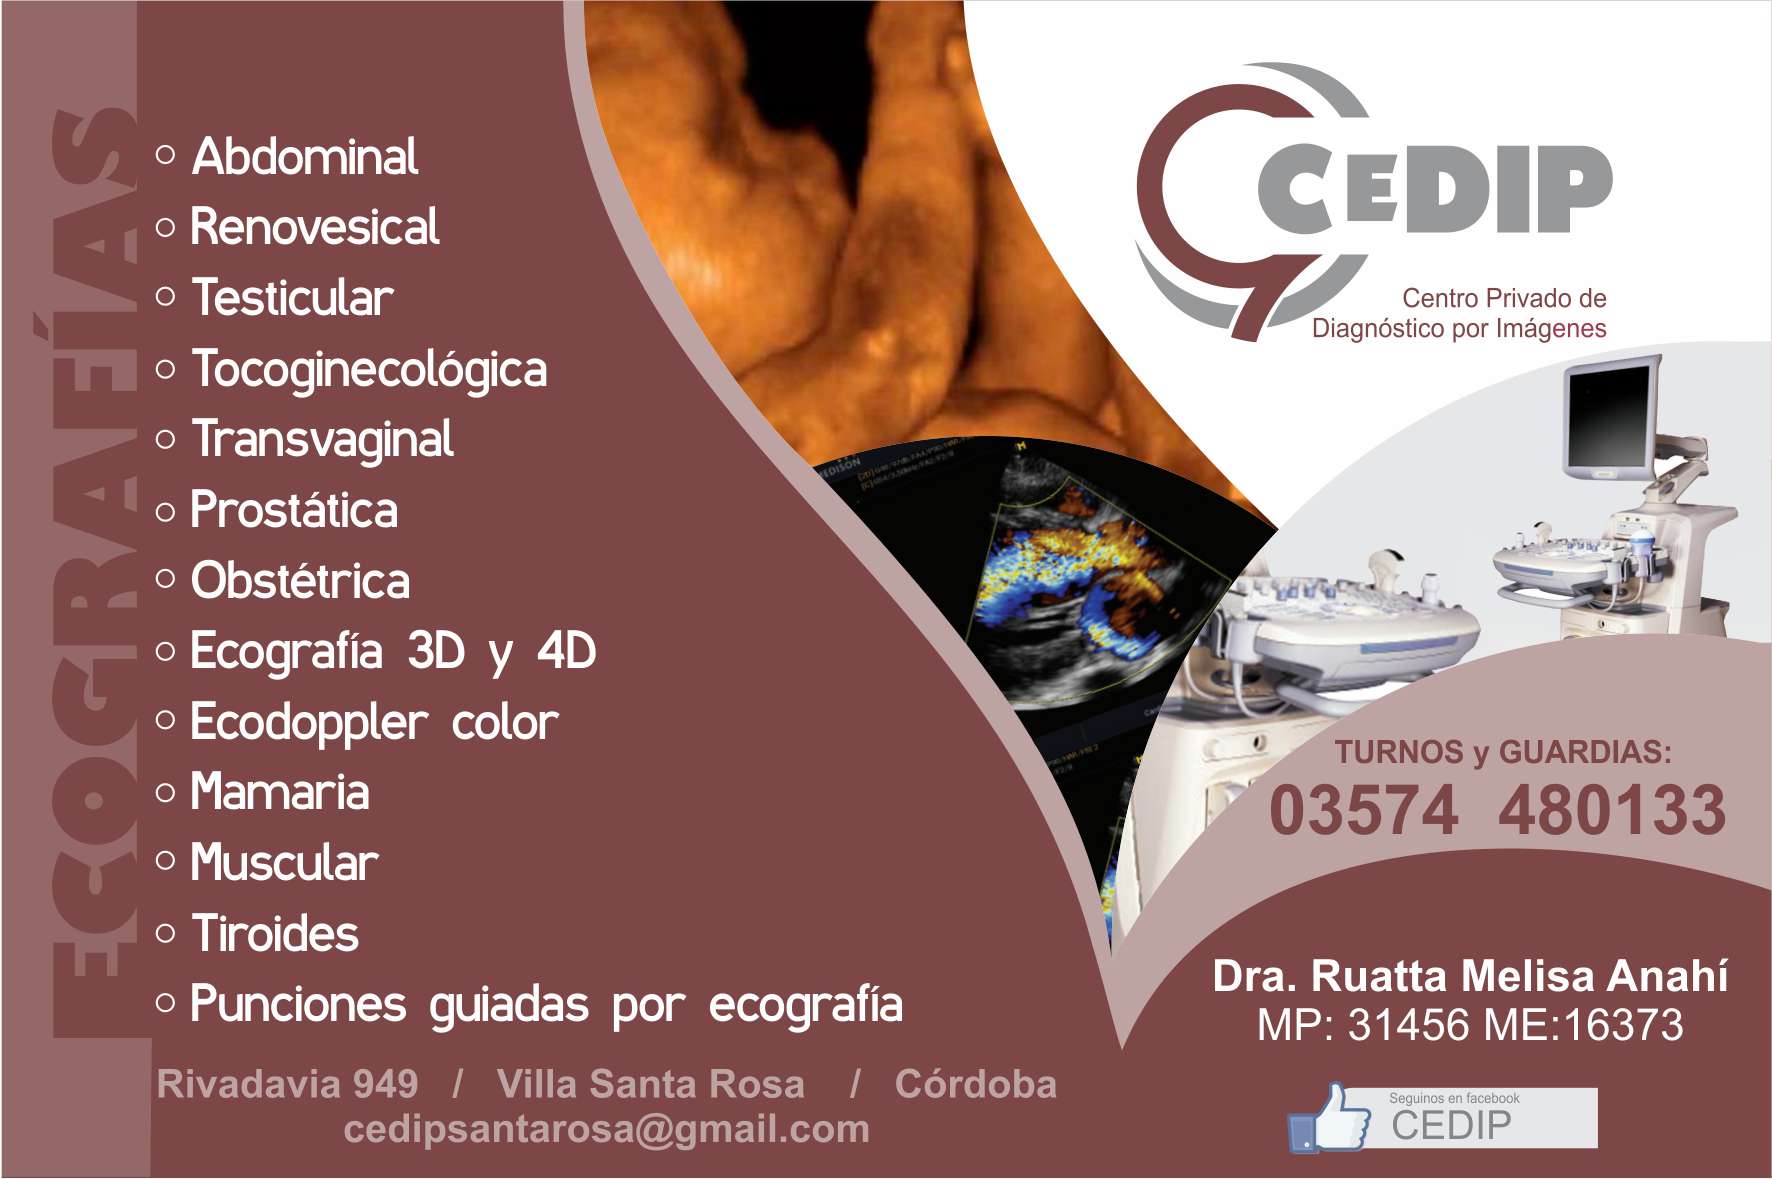 ECOGRAFÍAS
Abdominal
Renovesical
Testicular
Tocoginecológica
Transvaginal
Prostática
Obstétrica
Ecografía 3D y 4D
Ecodoppler color
Mamaria
Muscular
Tiroides
Punciones guiadas por ecografía
Rivadavia 949 / Villa Santa Rosa / Córdoba
cedipsantarosa@gmail.com
CEDIP
Centro Privado de
Diagnóstico por Imágenes
TURNOS y GUARDIAS:
03574 480133
Dra. Ruatta Melisa Anahí
MP: 31456 ME:16373
Seguinos en facebook
CEDIP